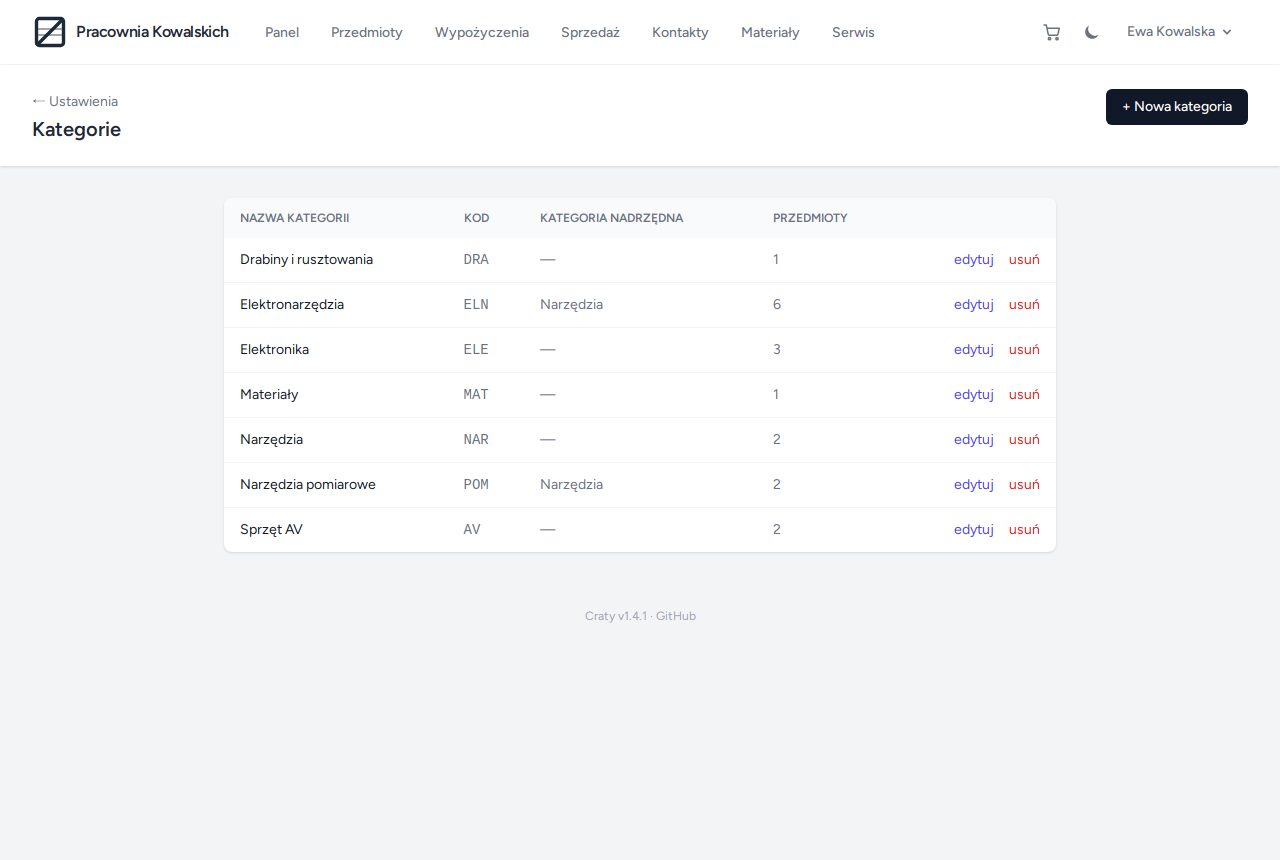 Pracownia Kowalskich Panel Przedmioty Wypożyczenia Sprzedaż Kontakty Materiały Serwis Ewa Kowalska
← Ustawienia
Kategorie
+ Nowa kategoria
NAZWA KATEGORII KOD KATEGORIA NADRZĘDNA PRZEDMIOTY
Drabiny i rusztowania DRA — 1 edytuj usuń
Elektronarzędzia ELN Narzędzia 6 edytuj usuń
Elektronika ELE — 3 edytuj usuń
Materiały MAT — 1 edytuj usuń
Narzędzia NAR — 2 edytuj usuń
Narzędzia pomiarowe POM Narzędzia 2 edytuj usuń
Sprzęt AV AV — 2 edytuj usuń
Craty v1.4.1 · GitHub